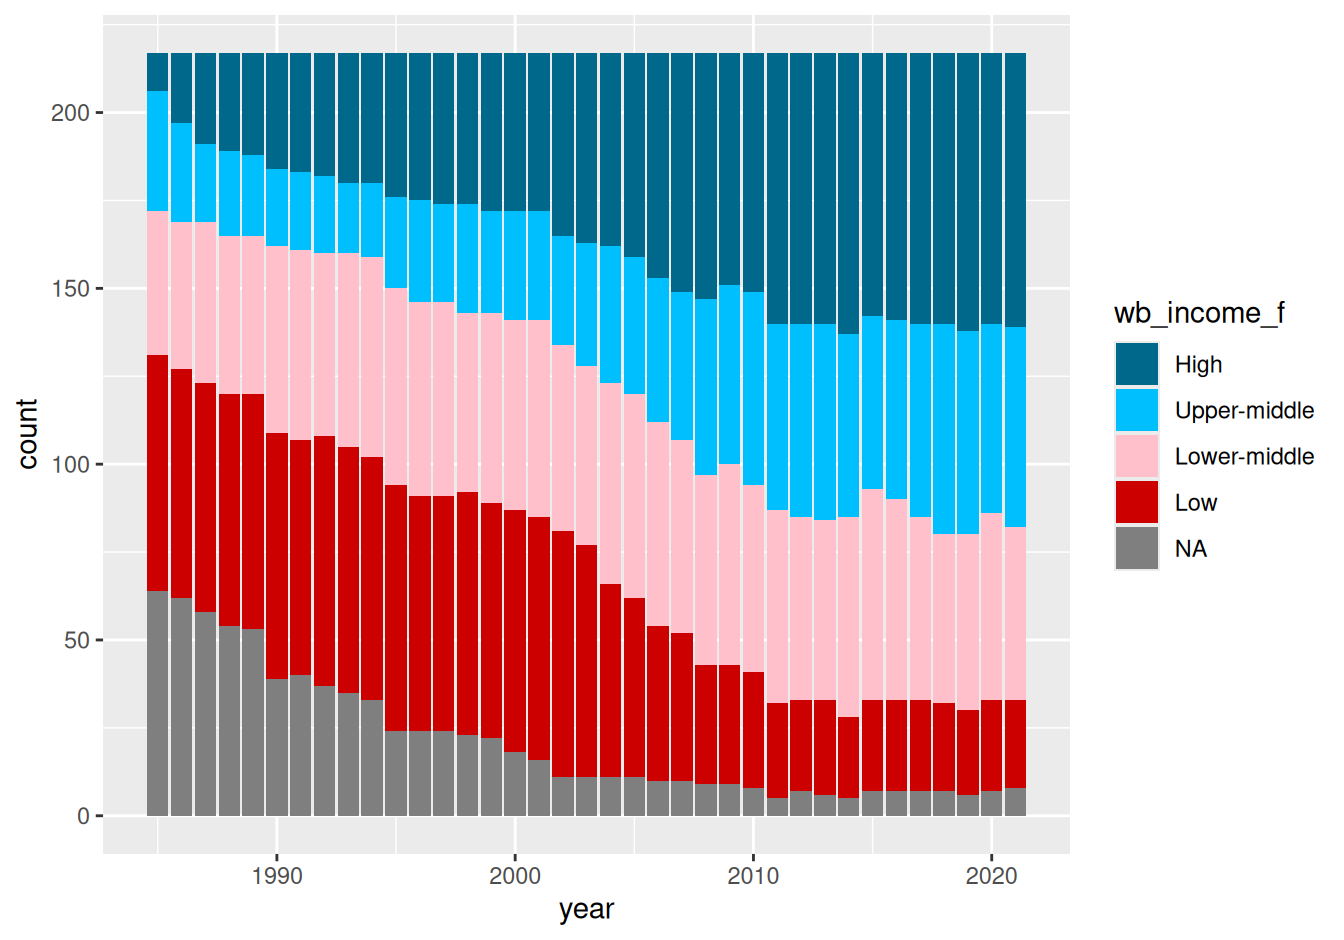 200
150
100
50
0
count
1990 2000 2010 2020
year
wb_income_f
High
Upper-middle
Lower-middle
Low
NA